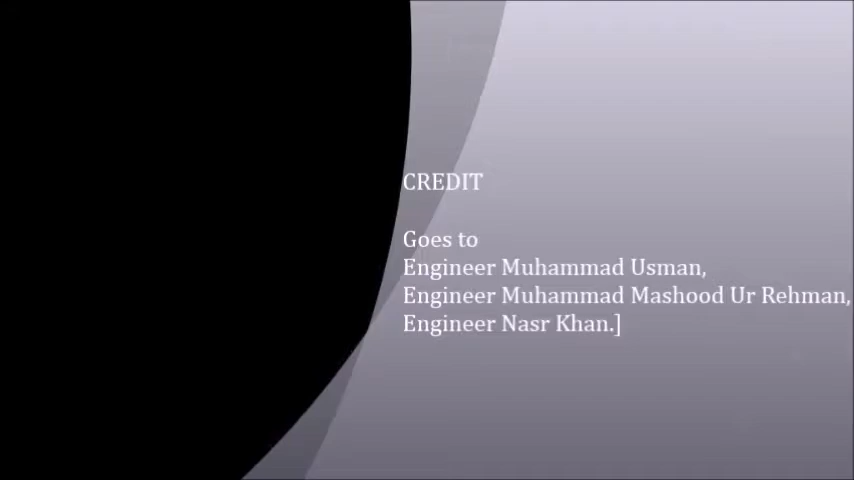 CREDIT
Goes to
Engineer Muhammad Usman,
Engineer Muhammad Mashood Ur Rehman,
Engineer Nasr Khan.]